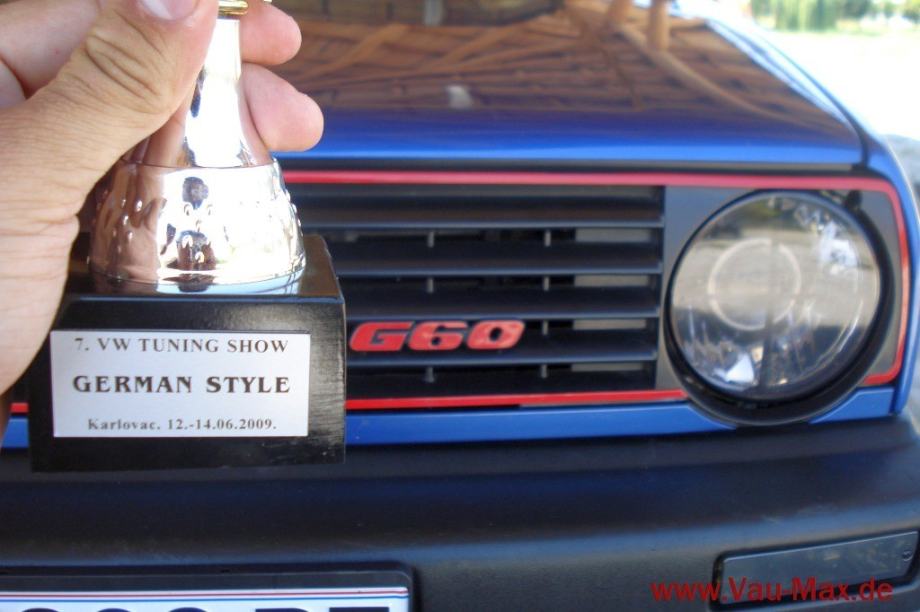 7. VW TUNING SHOW
GERMAN STYLE
Karlovac. 12.-14.06.2009.
G60
www.Vau-Max.de